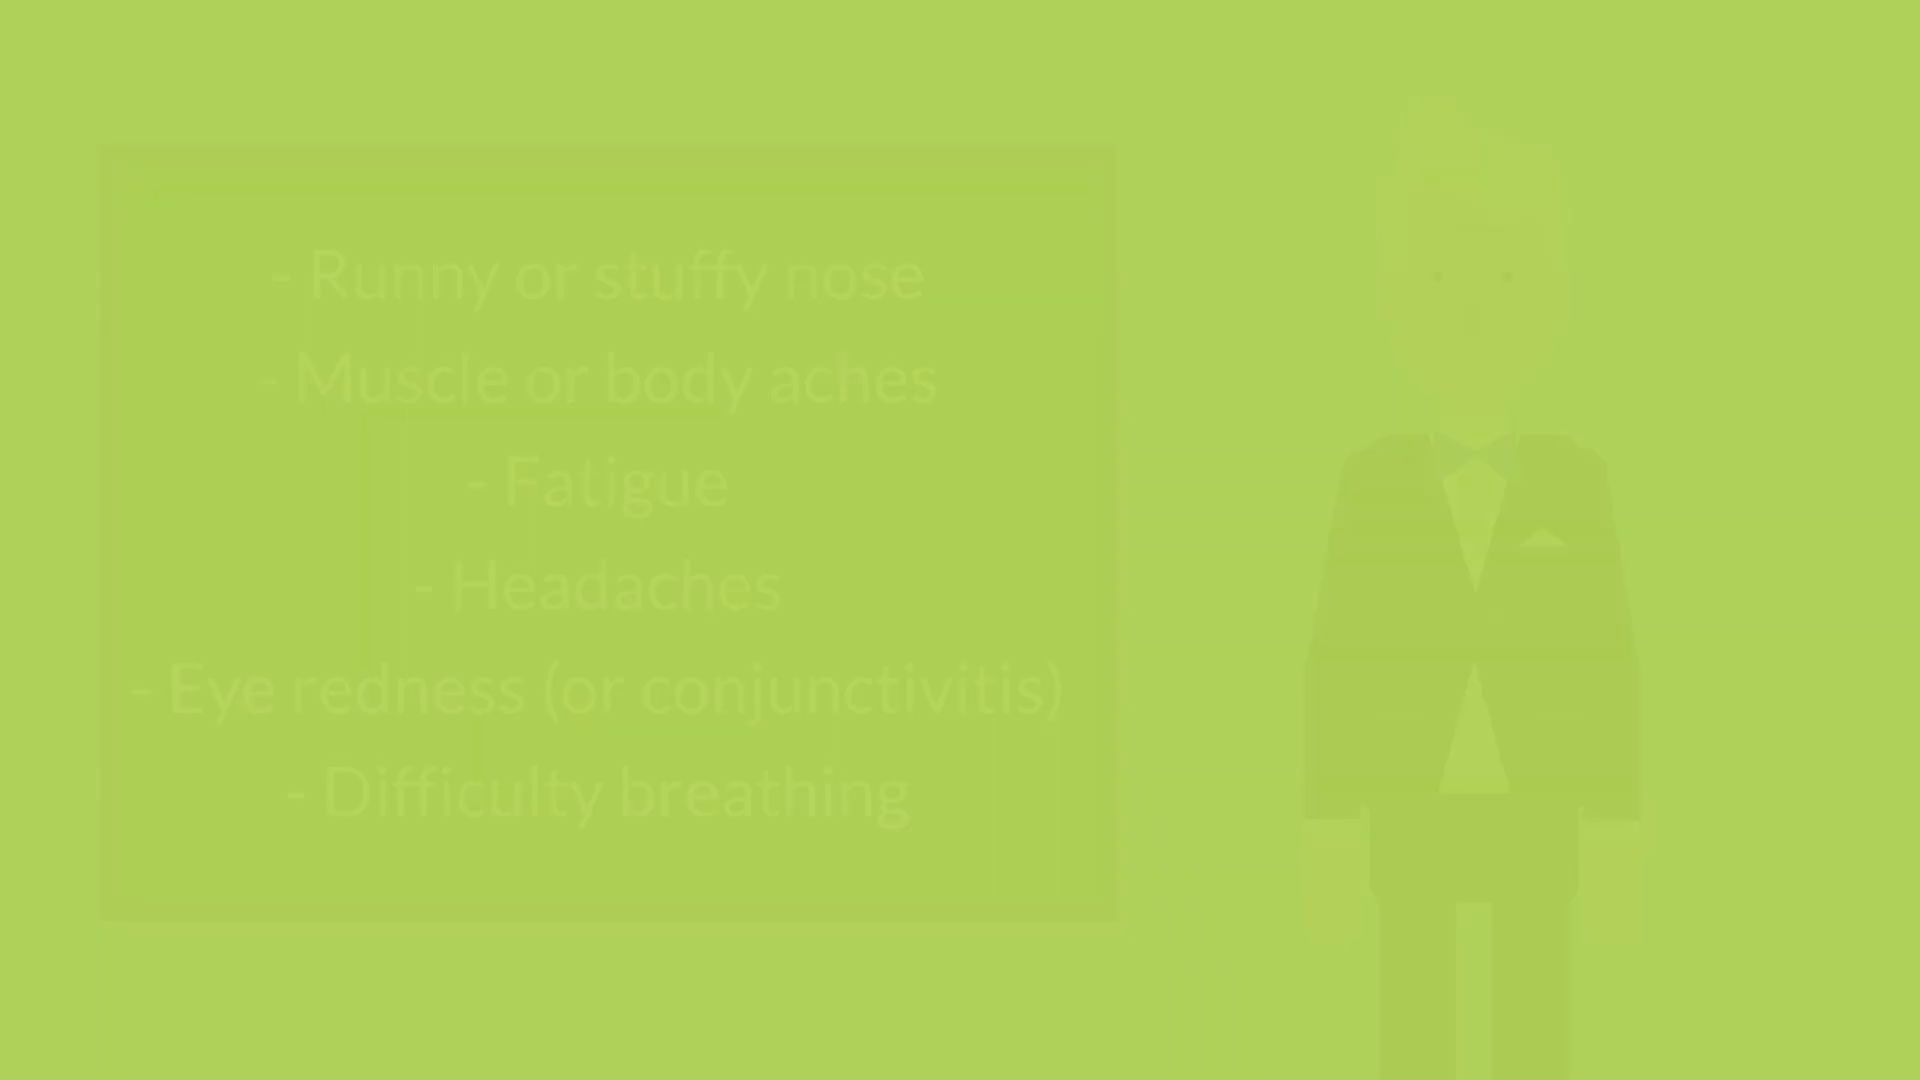 - Runny or stuffy nose
- Muscle or body aches
- Fatigue
- Headaches
- Eye redness (or conjunctivitis)
- Difficulty breathing